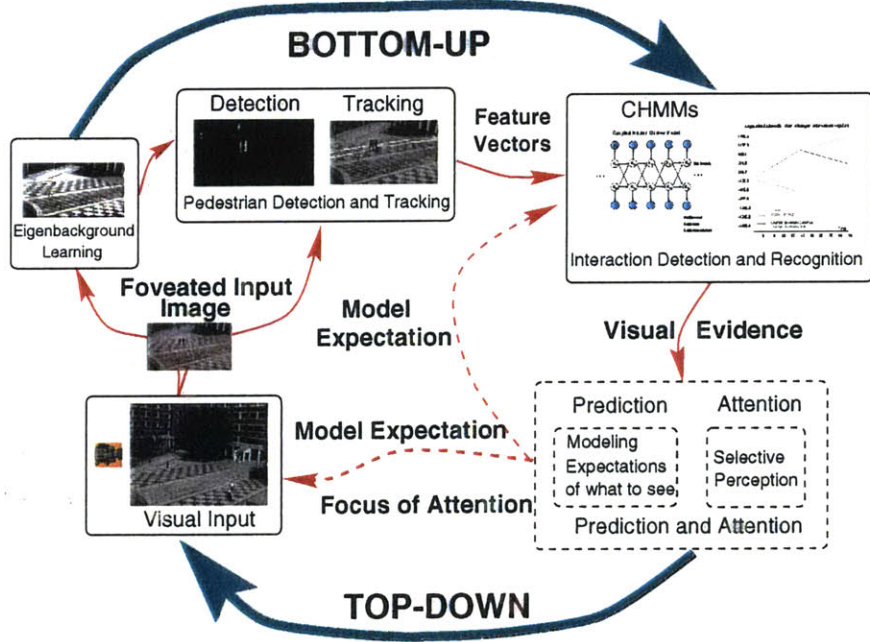 BOTTOM-UP
Detection Tracking
Pedestrian Detection and Tracking
Feature
Vectors
CHMMs
Interaction Detection and Recognition
Eigenbackground
Learning
Foveated Input
Image
Model
Expectation
Visual Evidence
Visual Input
Model Expectation
Focus of Attention
Prediction Attention
Modeling
Expectations
of what to see
Selective
Perception
Prediction and Attention
TOP-DOWN